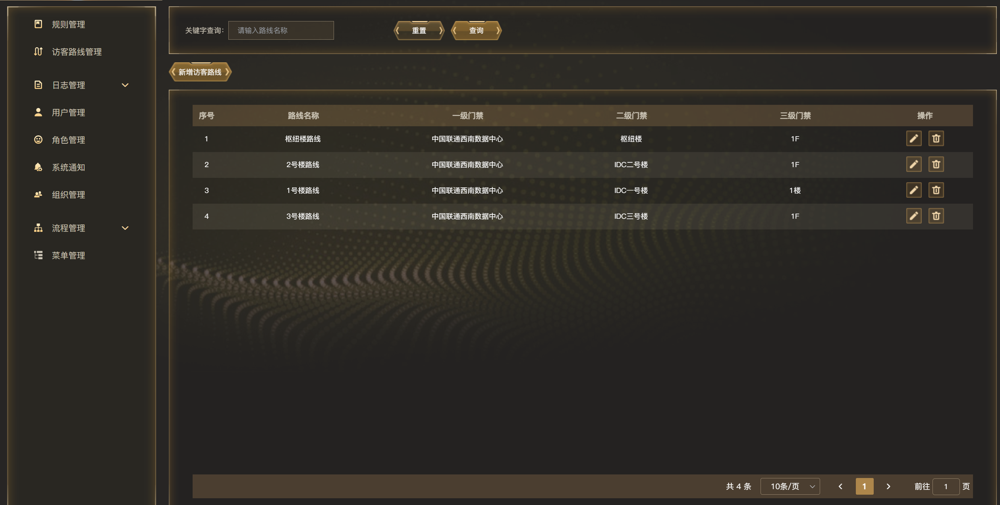 规则管理
访客路线管理
日志管理
用户管理
角色管理
系统通知
组织管理
流程管理
菜单管理
关键字查询: 请输入路线名称 重置 查询
新增访客路线
序号 路线名称 一级门禁 二级门禁 三级门禁 操作
1 枢纽楼路线 中国联通西南数据中心 枢纽楼 1F
2 2号楼路线 中国联通西南数据中心 IDC二号楼 1F
3 1号楼路线 中国联通西南数据中心 IDC一号楼 1楼
4 3号楼路线 中国联通西南数据中心 IDC三号楼 1F
共 4 条 10条/页 1 前往 1 页